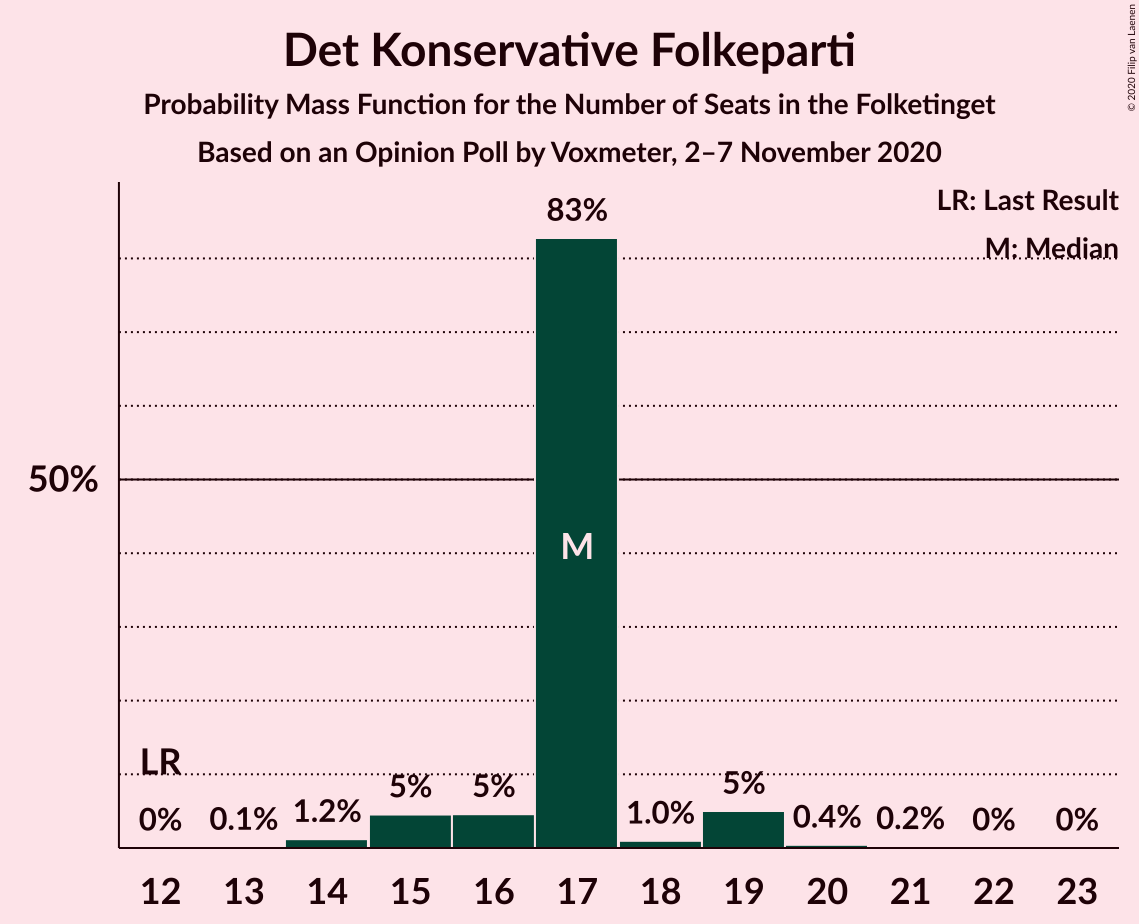 Det Konservative Folkeparti
Probability Mass Function for the Number of Seats in the Folketinget
Based on an Opinion Poll by Voxmeter, 2–7 November 2020
© 2020 Filip van Laenen
LR: Last Result
M: Median
83%
50%
M
LR
0% 0.1% 1.2% 5% 5% 1.0% 5% 0.4% 0.2% 0% 0%
12 13 14 15 16 17 18 19 20 21 22 23